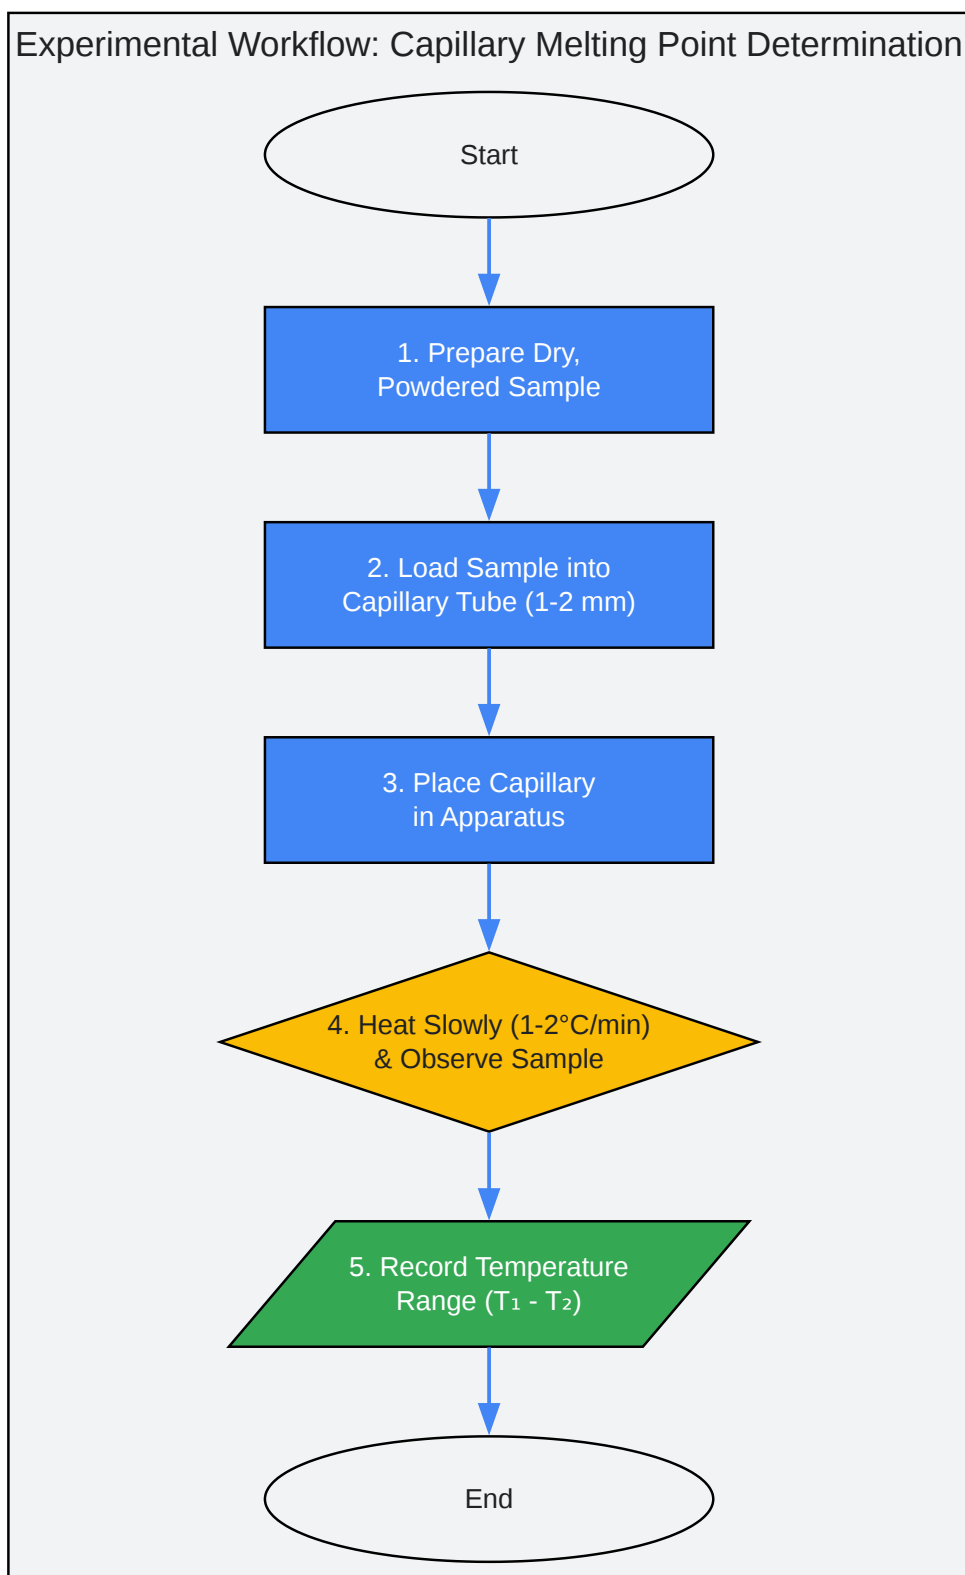 Experimental Workflow: Capillary Melting Point Determination
Start
1. Prepare Dry,
Powdered Sample
2. Load Sample into
Capillary Tube (1-2 mm)
3. Place Capillary
in Apparatus
4. Heat Slowly (1-2°C/min)
& Observe Sample
5. Record Temperature
Range (T₁ - T₂)
End